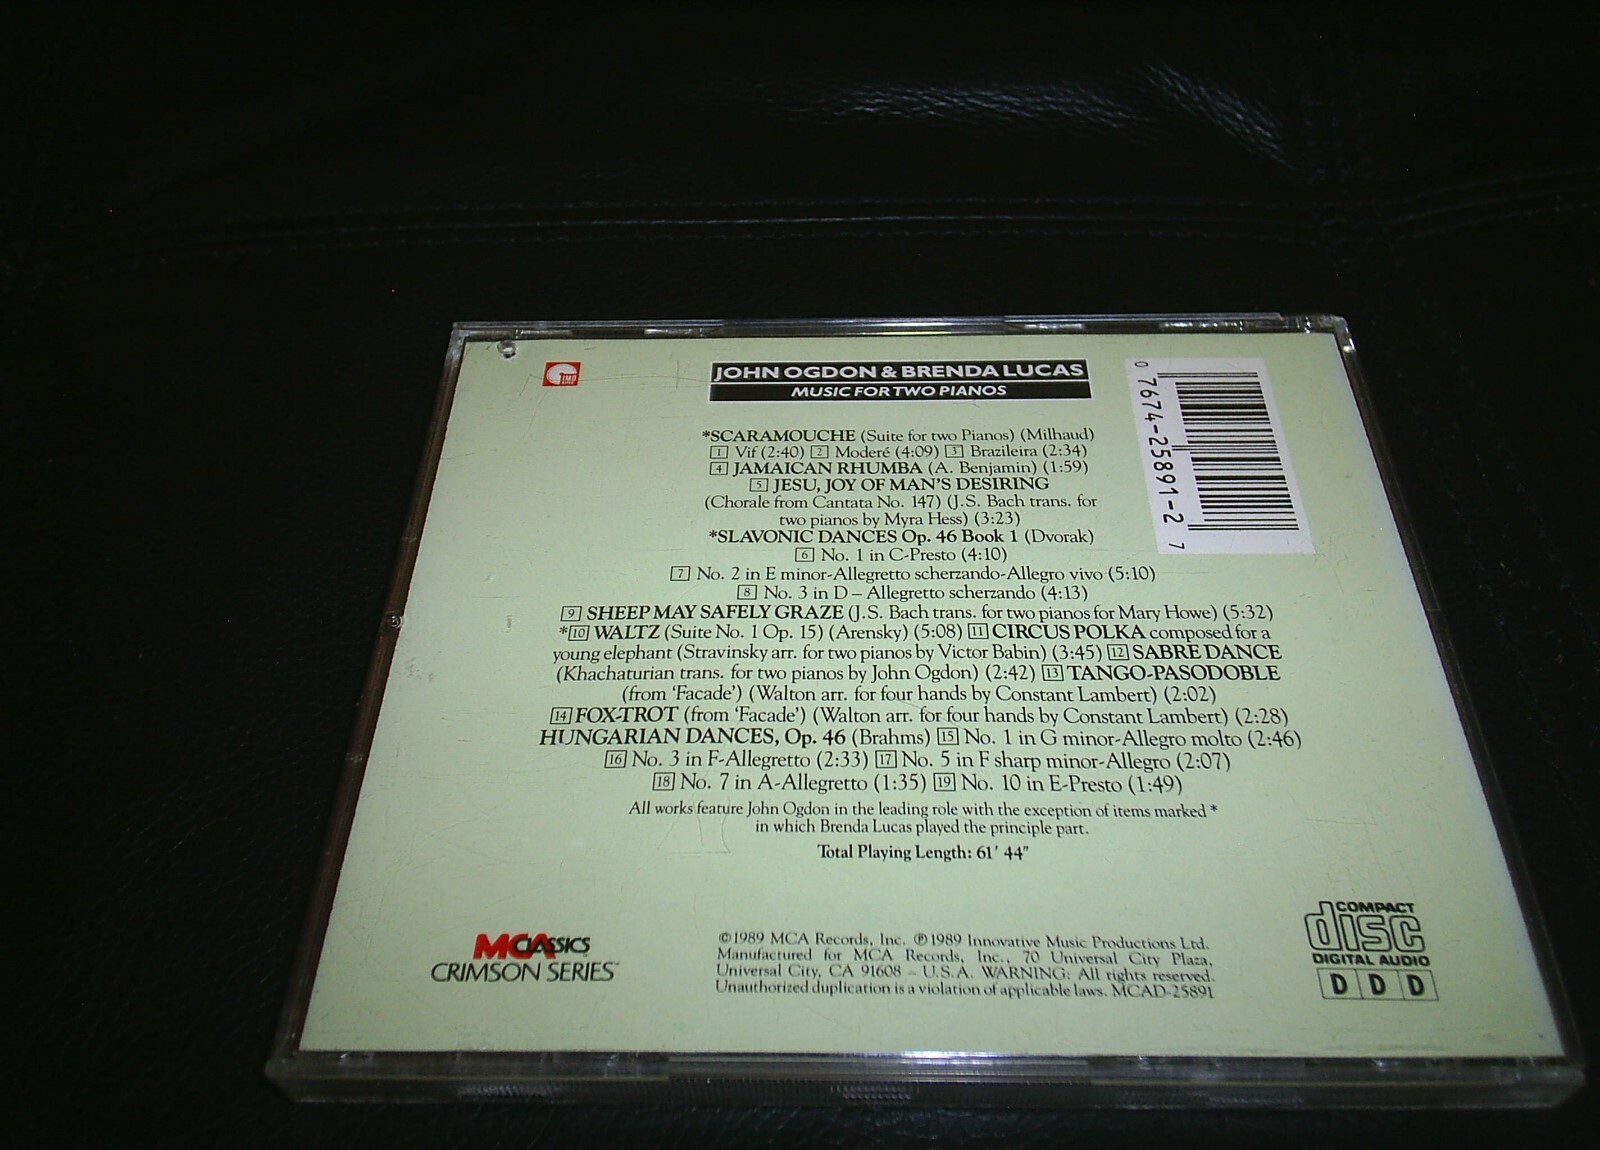 IMP
JOHN OGDON & BRENDA LUCAS
MUSIC FOR TWO PIANOS
0 7674-25891-2 7
*SCARAMOUCHE (Suite for two Pianos) (Milhaud)
1 Vif (2:40) 2 Moderé (4:09) 3 Brazileira (2:34)
4 JAMAICAN RHUMBA (A. Benjamin) (1:59)
5 JESU, JOY OF MAN'S DESIRING
(Chorale from Cantata No. 147) (J.S. Bach trans. for
two pianos by Myra Hess) (3:23)
*SLAVONIC DANCES Op. 46 Book 1 (Dvorak)
6 No. 1 in C-Presto (4:10)
7 No. 2 in E minor-Allegretto scherzando-Allegro vivo (5:10)
8 No. 3 in D – Allegretto scherzando (4:13)
9 SHEEP MAY SAFELY GRAZE (J.S. Bach trans. for two pianos for Mary Howe) (5:32)
*10 WALTZ (Suite No. 1 Op. 15) (Arensky) (5:08) 11 CIRCUS POLKA composed for a
young elephant (Stravinsky arr. for two pianos by Victor Babin) (3:45) 12 SABRE DANCE
(Khachaturian trans. for two pianos by John Ogdon) (2:42) 13 TANGO-PASODOBLE
(from 'Facade') (Walton arr. for four hands by Constant Lambert) (2:02)
14 FOX-TROT (from 'Facade') (Walton arr. for four hands by Constant Lambert) (2:28)
HUNGARIAN DANCES, Op. 46 (Brahms) 15 No. 1 in G minor-Allegro molto (2:46)
16 No. 3 in F-Allegretto (2:33) 17 No. 5 in F sharp minor-Allegro (2:07)
18 No. 7 in A-Allegretto (1:35) 19 No. 10 in E-Presto (1:49)
All works feature John Ogdon in the leading role with the exception of items marked *
in which Brenda Lucas played the principle part.
Total Playing Length: 61' 44"
MCA CLASSICS
CRIMSON SERIES™
©1989 MCA Records, Inc. ℗1989 Innovative Music Productions Ltd.
Manufactured for MCA Records, Inc., 70 Universal City Plaza,
Universal City, CA 91608 – U.S.A. WARNING: All rights reserved.
Unauthorized duplication is a violation of applicable laws. MCAD-25891
COMPACT
disc
DIGITAL AUDIO
D D D